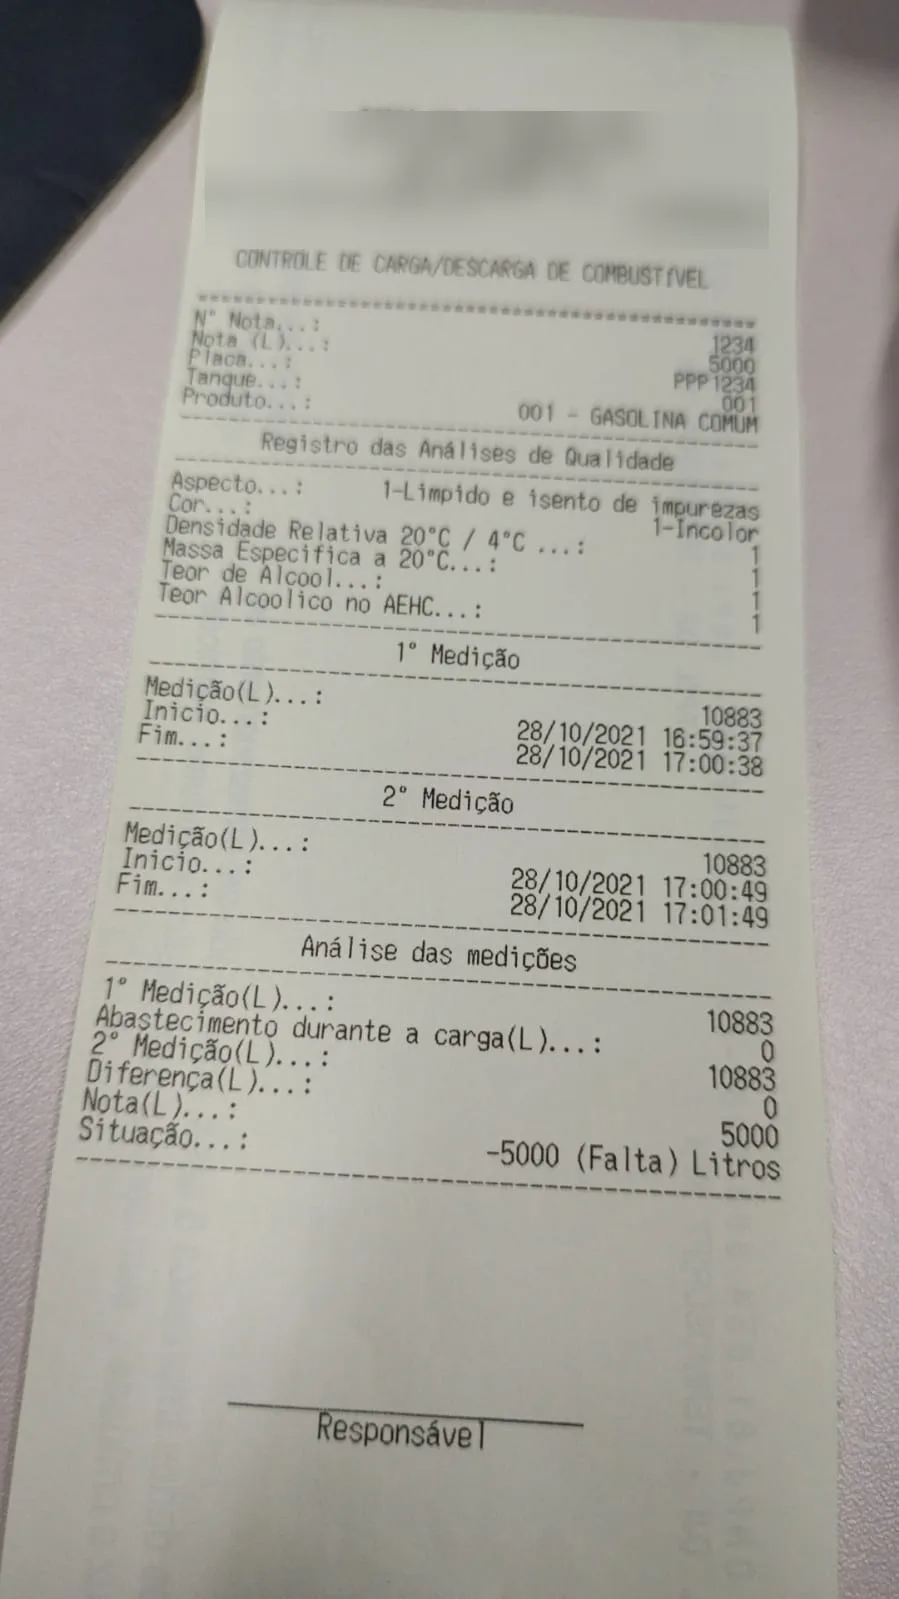 CONTROLE DE CARGA/DESCARGA DE COMBUSTÍVEL
N° Nota...: 1234
Nota (L)...: 5000
Placa...: PPP1234
Tanque...: 001
Produto...: 001 - GASOLINA COMUM
Registro das Análises de Qualidade
Aspecto...: 1-Limpido e isento de impurezas
Cor...: 1-Incolor
Densidade Relativa 20°C / 4°C ...: 1
Massa Especifica a 20°C...: 1
Teor de Alcool...: 1
Teor Alcoolico no AEHC...: 1
1° Medição
Medição(L)...: 10883
Inicio...: 28/10/2021 16:59:37
Fim...: 28/10/2021 17:00:38
2° Medição
Medição(L)...: 10883
Inicio...: 28/10/2021 17:00:49
Fim...: 28/10/2021 17:01:49
Análise das medições
1° Medição(L)...: 10883
Abastecimento durante a carga(L)...: 0
2° Medição(L)...: 10883
Diferença(L)...: 0
Nota(L)...: 5000
Situação...: -5000 (Falta) Litros
Responsável